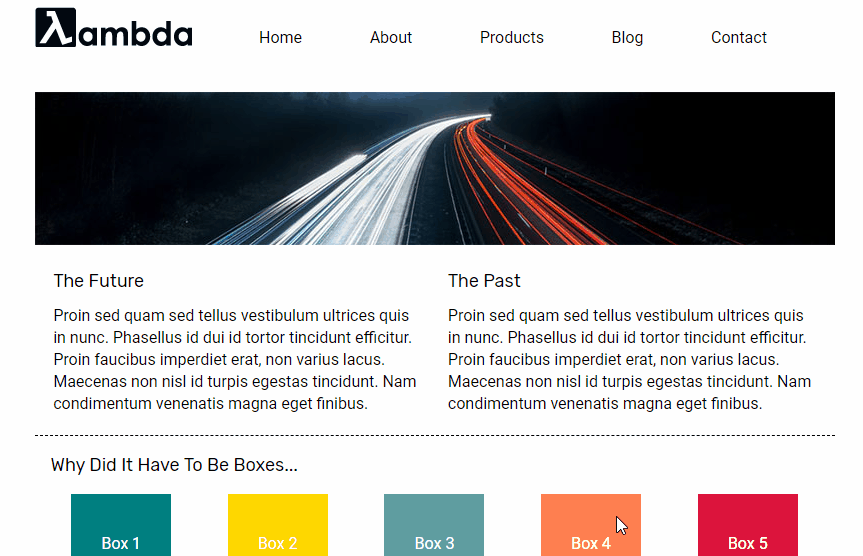 λambda
Home About Products Blog Contact
The Future
Proin sed quam sed tellus vestibulum ultrices quis
in nunc. Phasellus id dui id tortor tincidunt efficitur.
Proin faucibus imperdiet erat, non varius lacus.
Maecenas non nisl id turpis egestas tincidunt. Nam
condimentum venenatis magna eget finibus.
The Past
Proin sed quam sed tellus vestibulum ultrices quis
in nunc. Phasellus id dui id tortor tincidunt efficitur.
Proin faucibus imperdiet erat, non varius lacus.
Maecenas non nisl id turpis egestas tincidunt. Nam
condimentum venenatis magna eget finibus.
Why Did It Have To Be Boxes...
Box 1 Box 2 Box 3 Box 4 Box 5